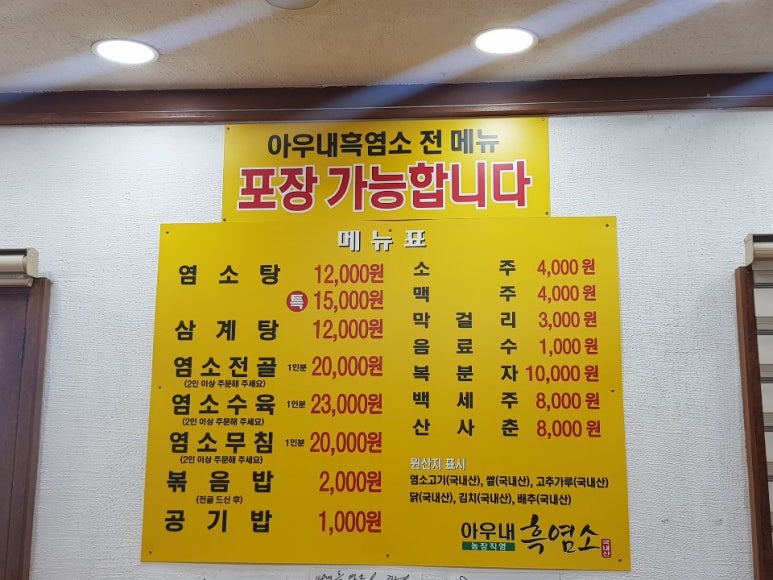 아우내흑염소 전 메뉴
포장 가능합니다
메뉴표
염소탕 12,000원
특 15,000원
삼계탕 12,000원
염소전골 1인분 20,000원
(2인 이상 주문해 주세요)
염소수육 1인분 23,000원
(2인 이상 주문해 주세요)
염소무침 1인분 20,000원
(2인 이상 주문해 주세요)
볶음밥 2,000원
(전골 드신 후)
공기밥 1,000원
소주 4,000원
맥주 4,000원
막걸리 3,000원
음료수 1,000원
복분자 10,000원
백세주 8,000원
산사춘 8,000원
원산지 표시
염소고기(국내산), 쌀(국내산), 고추가루(국내산)
닭(국내산), 김치(국내산), 배추(국내산)
아우내 흑염소 국내산
농장직영